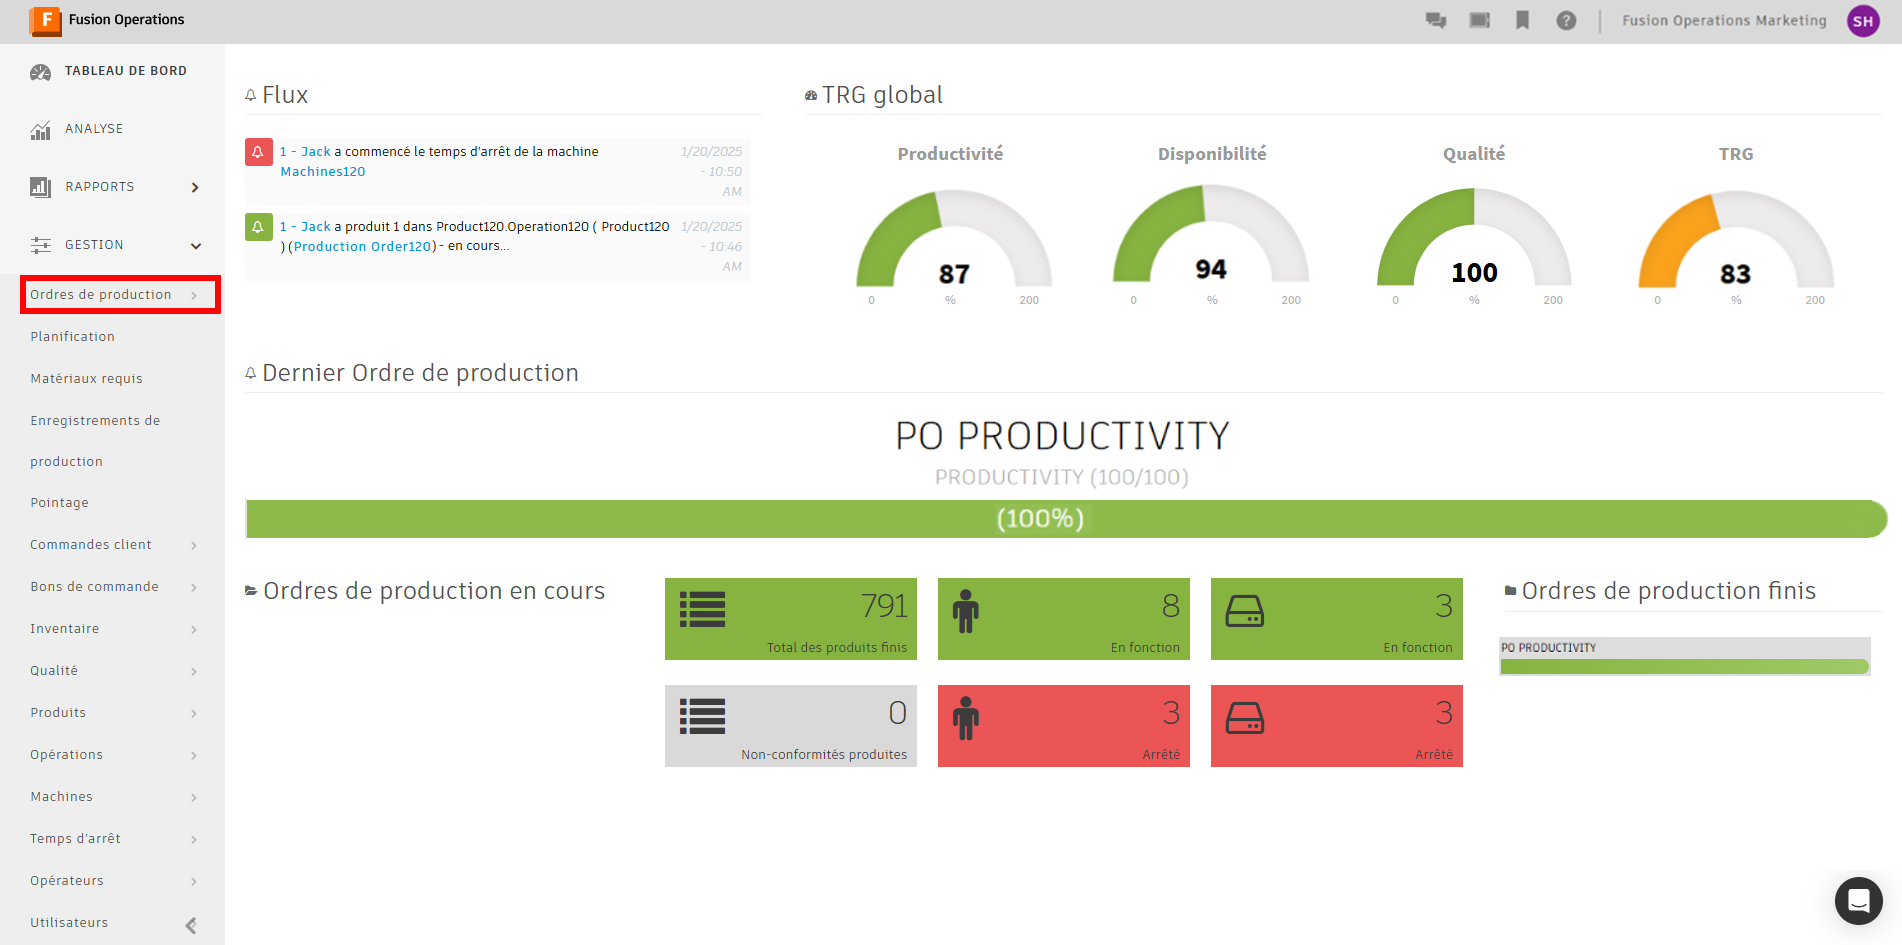 Fusion Operations
Fusion Operations Marketing
SH
TABLEAU DE BORD
ANALYSE
RAPPORTS
GESTION
Ordres de production
Planification
Matériaux requis
Enregistrements de
production
Pointage
Commandes client
Bons de commande
Inventaire
Qualité
Produits
Opérations
Machines
Temps d'arrêt
Opérateurs
Utilisateurs
Flux
1 - Jack a commencé le temps d'arrêt de la machine
Machines120
1/20/2025
- 10:50
AM
1 - Jack a produit 1 dans Product120.Operation120 ( Product120
) (Production Order120) - en cours...
1/20/2025
- 10:46
AM
TRG global
Productivité
87
0 % 200
Disponibilité
94
0 % 200
Qualité
100
0 % 200
TRG
83
0 % 200
Dernier Ordre de production
PO PRODUCTIVITY
PRODUCTIVITY (100/100)
(100%)
Ordres de production en cours
791
Total des produits finis
8
En fonction
3
En fonction
0
Non-conformités produites
3
Arrêté
3
Arrêté
Ordres de production finis
PO PRODUCTIVITY